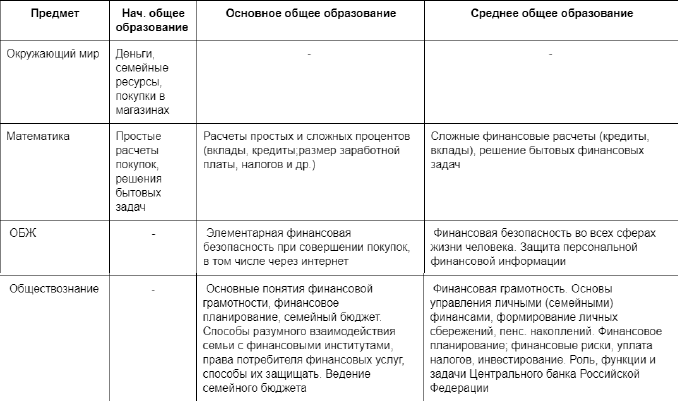 Предмет
Нач. общее
образование
Основное общее образование
Среднее общее образование
Окружающий мир
Деньги,
семейные
ресурсы,
покупки в
магазинах
-
-
Математика
Простые
расчеты
покупок,
решения
бытовых
задач
Расчеты простых и сложных процентов
(вклады, кредиты;размер заработной
платы, налогов и др.)
Сложные финансовые расчеты (кредиты,
вклады), решение бытовых финансовых
задач
ОБЖ
-
Элементарная финансовая
безопасность при совершении покупок,
в том числе через интернет
Финансовая безопасность во всех сферах
жизни человека. Защита персональной
финансовой информации
Обществознание
-
Основные понятия финансовой
грамотности, финансовое
планирование, семейный бюджет.
Способы разумного взаимодействия
семьи с финансовыми институтами,
права потребителя финансовых услуг,
способы их защищать. Ведение
семейного бюджета
Финансовая грамотность. Основы
управления личными (семейными)
финансами, формирование личных
сбережений, пенс. накоплений. Финансовое
планирование; финансовые риски, уплата
налогов, инвестирование. Роль, функции и
задачи Центрального банка Российской
Федерации